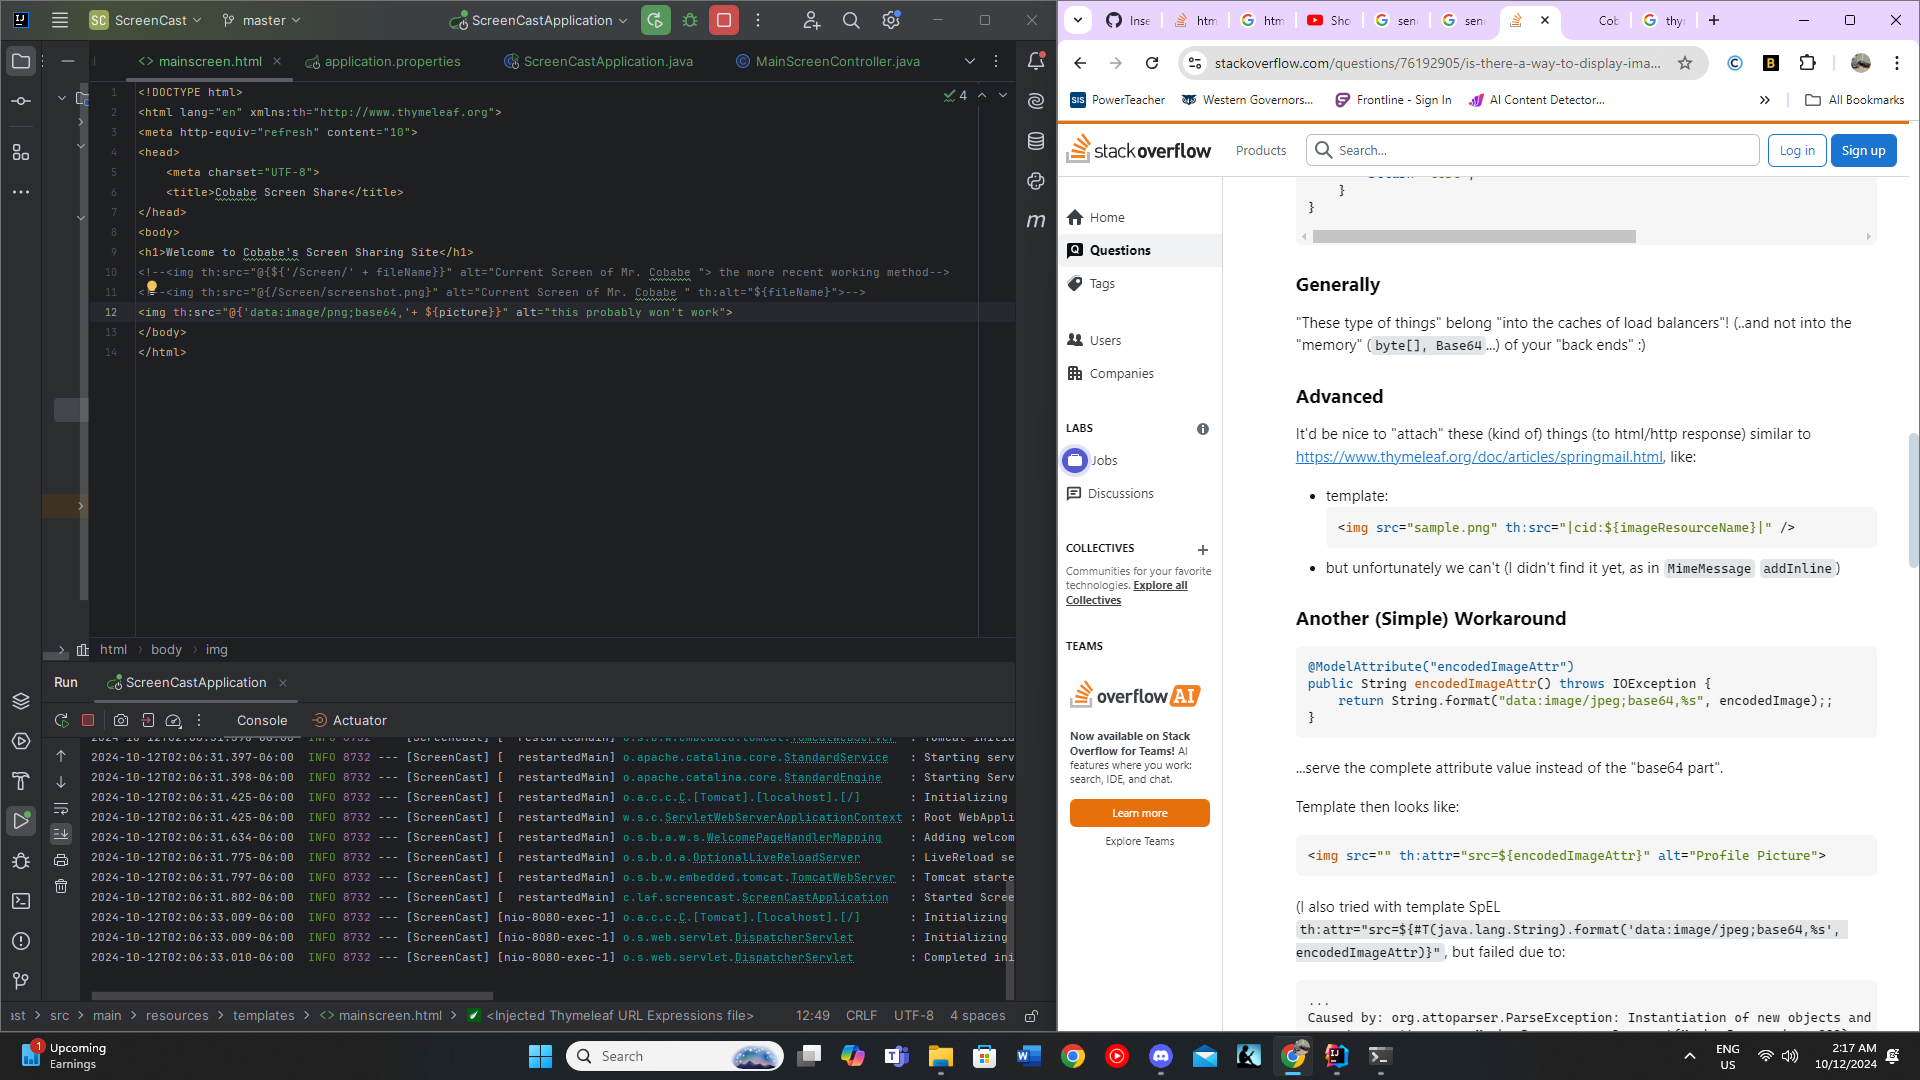 SC ScreenCast
master
ScreenCastApplication
mainscreen.html
application.properties
ScreenCastApplication.java
MainScreenController.java
4
1 <!DOCTYPE html>
2 <html lang="en" xmlns:th="http://www.thymeleaf.org">
3 <meta http-equiv="refresh" content="10">
4 <head>
5 <meta charset="UTF-8">
6 <title>Cobabe Screen Share</title>
7 </head>
8 <body>
9 <h1>Welcome to Cobabe's Screen Sharing Site</h1>
10 <!--<img th:src="@{${'/Screen/' + fileName}}" alt="Current Screen of Mr. Cobabe "> the more recent working method-->
11 <!--<img th:src="@{/Screen/screenshot.png}" alt="Current Screen of Mr. Cobabe " th:alt="${fileName}">-->
12 <img th:src="@{'data:image/png;base64,'+ ${picture}}" alt="this probably won't work">
13 </body>
14 </html>
html
body
img
Run
ScreenCastApplication
Console
Actuator
2024-10-12T02:06:31.397-06:00 INFO 8732 --- [ScreenCast] [ restartedMain] o.apache.catalina.core.StandardService : Starting serv
2024-10-12T02:06:31.398-06:00 INFO 8732 --- [ScreenCast] [ restartedMain] o.apache.catalina.core.StandardEngine : Starting Serv
2024-10-12T02:06:31.425-06:00 INFO 8732 --- [ScreenCast] [ restartedMain] o.a.c.c.C.[Tomcat].[localhost].[/] : Initializing
2024-10-12T02:06:31.425-06:00 INFO 8732 --- [ScreenCast] [ restartedMain] w.s.c.ServletWebServerApplicationContext : Root WebAppli
2024-10-12T02:06:31.634-06:00 INFO 8732 --- [ScreenCast] [ restartedMain] o.s.b.a.w.s.WelcomePageHandlerMapping : Adding welcom
2024-10-12T02:06:31.775-06:00 INFO 8732 --- [ScreenCast] [ restartedMain] o.s.b.d.a.OptionalLiveReloadServer : LiveReload se
2024-10-12T02:06:31.797-06:00 INFO 8732 --- [ScreenCast] [ restartedMain] o.s.b.w.embedded.tomcat.TomcatWebServer : Tomcat starte
2024-10-12T02:06:31.802-06:00 INFO 8732 --- [ScreenCast] [ restartedMain] c.laf.screencast.ScreenCastApplication : Started Scree
2024-10-12T02:06:33.009-06:00 INFO 8732 --- [ScreenCast] [nio-8080-exec-1] o.a.c.c.C.[Tomcat].[localhost].[/] : Initializing
2024-10-12T02:06:33.009-06:00 INFO 8732 --- [ScreenCast] [nio-8080-exec-1] o.s.web.servlet.DispatcherServlet : Initializing
2024-10-12T02:06:33.010-06:00 INFO 8732 --- [ScreenCast] [nio-8080-exec-1] o.s.web.servlet.DispatcherServlet : Completed ini
ast > src > main > resources > templates > mainscreen.html > <Injected Thymeleaf URL Expressions file>
12:49 CRLF UTF-8 4 spaces
Inse
htm
htm
Sho
sen
sen
Cob
thy
stackoverflow.com/questions/76192905/is-there-a-way-to-display-ima...
SIS PowerTeacher
Western Governors...
Frontline - Sign In
AI Content Detector...
All Bookmarks
stackoverflow
Products
Search...
Log in
Sign up
Home
Questions
Tags
Users
Companies
LABS
Jobs
Discussions
COLLECTIVES
Communities for your favorite
technologies. Explore all
Collectives
TEAMS
overflowAI
Now available on Stack
Overflow for Teams! AI
features where you work:
search, IDE, and chat.
Learn more
Explore Teams
}
}
Generally
"These type of things" belong "into the caches of load balancers"! (..and not into the
"memory" (byte[], Base64...) of your "back ends" :)
Advanced
It'd be nice to "attach" these (kind of) things (to html/http response) similar to
https://www.thymeleaf.org/doc/articles/springmail.html, like:
• template:
<img src="sample.png" th:src="|cid:${imageResourceName}|" />
• but unfortunately we can't (I didn't find it yet, as in MimeMessage addInline)
Another (Simple) Workaround
@ModelAttribute("encodedImageAttr")
public String encodedImageAttr() throws IOException {
return String.format("data:image/jpeg;base64,%s", encodedImage);;
}
...serve the complete attribute value instead of the "base64 part".
Template then looks like:
<img src="" th:attr="src=${encodedImageAttr}" alt="Profile Picture">
(I also tried with template SpEL
th:attr="src=${#T(java.lang.String).format('data:image/jpeg;base64,%s',
encodedImageAttr)}", but failed due to:
...
Caused by: org.attoparser.ParseException: Instantiation of new objects and
1
Upcoming
Earnings
Search
ENG
US
2:17 AM
10/12/2024